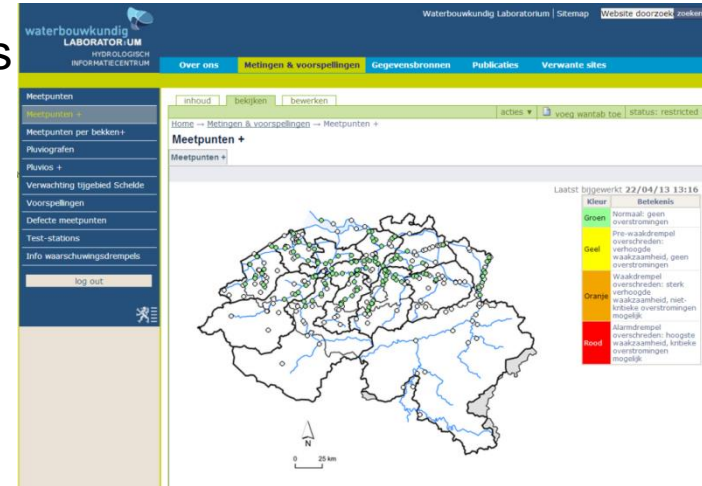 s
waterbouwkundig
LABORATORIUM
HYDROLOGISCH
INFORMATIECENTRUM
Waterbouwkundig Laboratorium | Sitemap
Website doorzoek zoeken
Over ons
Metingen & voorspellingen
Gegevensbronnen
Publicaties
Verwante sites
Meetpunten
Meetpunten +
Meetpunten per bekken+
Pluviografen
Pluvios +
Verwachting tijgebied Schelde
Voorspellingen
Defecte meetpunten
Test-stations
Info waarschuwingsdrempels
log out
inhoud
bekijken
bewerken
acties ▼
voeg wantab toe
status: restricted
Home → Metingen & voorspellingen → Meetpunten +
Meetpunten +
Meetpunten +
Laatst bijgewerkt 22/04/13 13:16
Kleur Betekenis
Groen Normaal: geen
overstromingen
Geel Pre-waakdrempel
overschreden:
verhoogde
waakzaamheid, geen
overstromingen
Oranje Waakdrempel
overschreden: sterk
verhoogde
waakzaamheid, niet-
kritieke overstromingen
mogelijk
Rood Alarmdrempel
overschreden: hoogste
waakzaamheid, kritieke
overstromingen
mogelijk
N
0 25 km